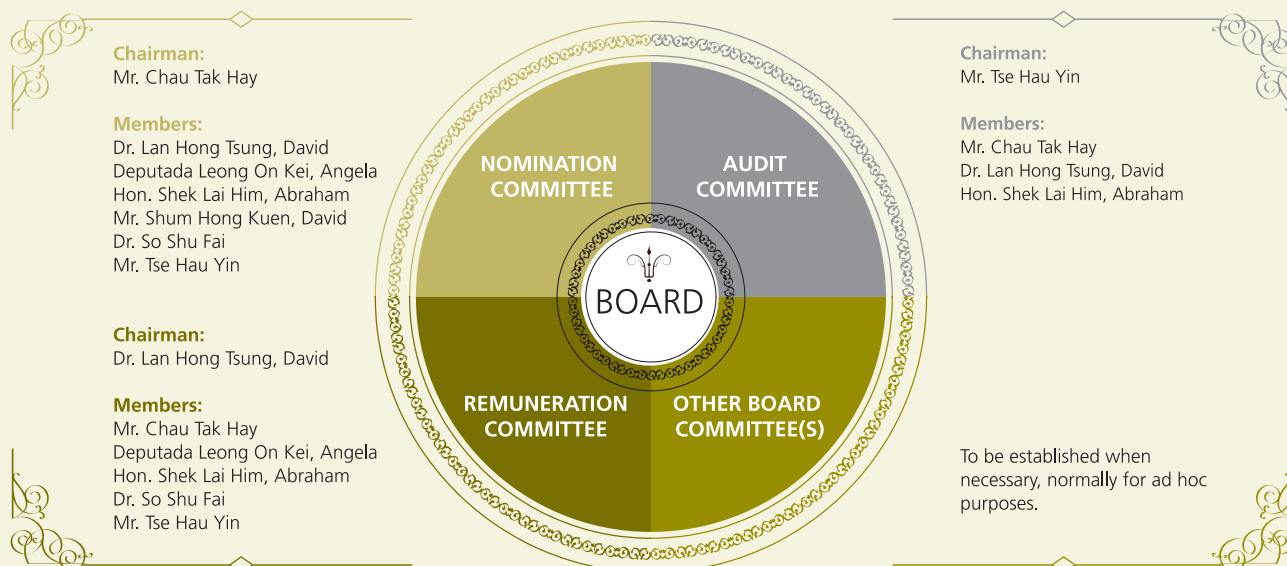 Chairman:
Mr. Chau Tak Hay
Members:
Dr. Lan Hong Tsung, David
Deputada Leong On Kei, Angela
Hon. Shek Lai Him, Abraham
Mr. Shum Hong Kuen, David
Dr. So Shu Fai
Mr. Tse Hau Yin
NOMINATION
COMMITTEE
AUDIT
COMMITTEE
Chairman:
Mr. Tse Hau Yin
Members:
Mr. Chau Tak Hay
Dr. Lan Hong Tsung, David
Hon. Shek Lai Him, Abraham
BOARD
Chairman:
Dr. Lan Hong Tsung, David
Members:
Mr. Chau Tak Hay
Deputada Leong On Kei, Angela
Hon. Shek Lai Him, Abraham
Dr. So Shu Fai
Mr. Tse Hau Yin
REMUNERATION
COMMITTEE
OTHER BOARD
COMMITTEE(S)
To be established when
necessary, normally for ad hoc
purposes.